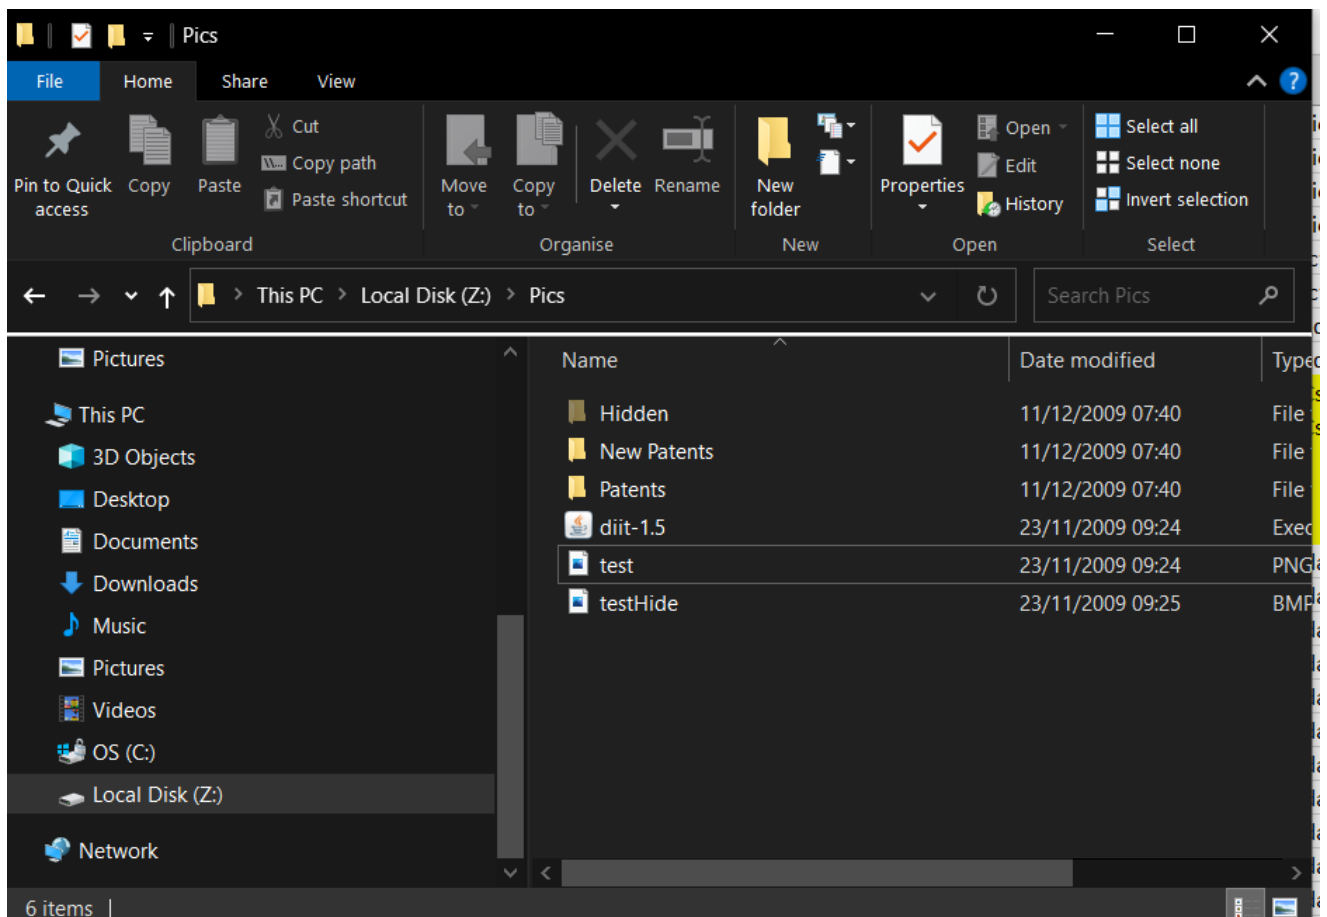 Pics
File Home Share View
?
Pin to Quick access
Copy
Paste
Cut
Copy path
Paste shortcut
Move to
Copy to
Delete
Rename
New folder
Properties
Open
Edit
History
Select all
Select none
Invert selection
Clipboard Organise New Open Select
This PC > Local Disk (Z:) > Pics
Search Pics
Pictures
This PC
3D Objects
Desktop
Documents
Downloads
Music
Pictures
Videos
OS (C:)
Local Disk (Z:)
Network
Name Date modified Type
Hidden 11/12/2009 07:40 File
New Patents 11/12/2009 07:40 File
Patents 11/12/2009 07:40 File
diit-1.5 23/11/2009 09:24 Exec
test 23/11/2009 09:24 PNG
testHide 23/11/2009 09:25 BMP
6 items